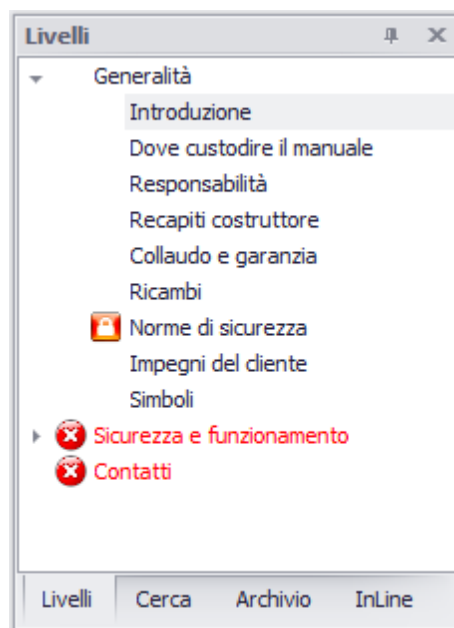 Livelli
Generalità
Introduzione
Dove custodire il manuale
Responsabilità
Recapiti costruttore
Collaudo e garanzia
Ricambi
Norme di sicurezza
Impegni del cliente
Simboli
Sicurezza e funzionamento
Contatti
Livelli Cerca Archivio InLine